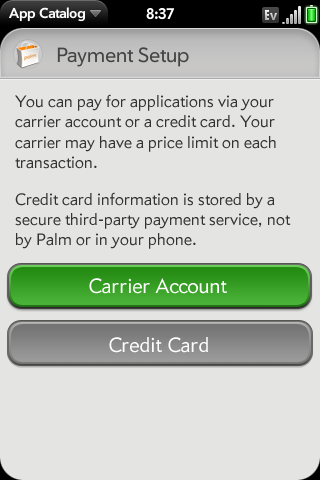 App Catalog
8:37
Ev
Payment Setup
You can pay for applications via your
carrier account or a credit card. Your
carrier may have a price limit on each
transaction.
Credit card information is stored by a
secure third-party payment service, not
by Palm or in your phone.
Carrier Account
Credit Card